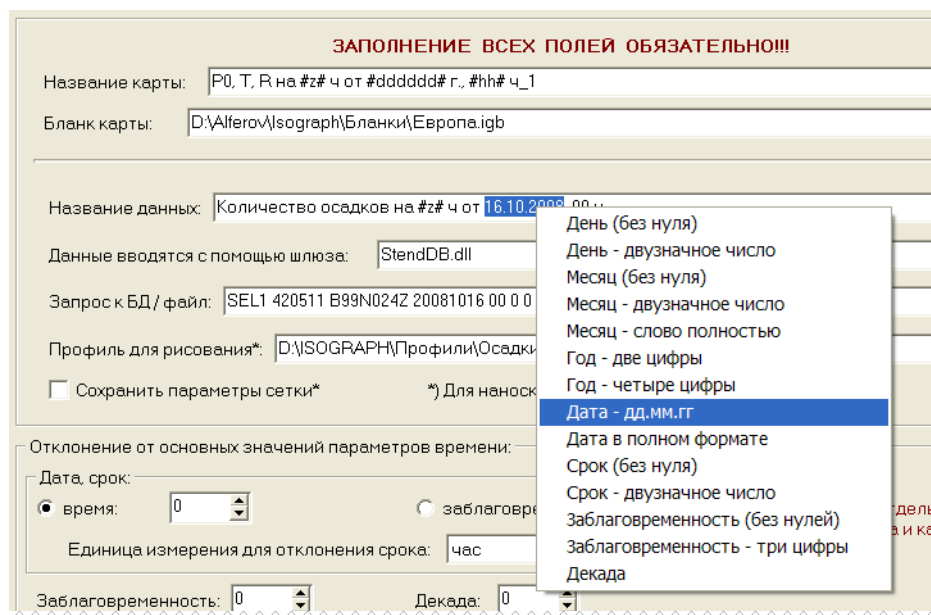 ЗАПОЛНЕНИЕ ВСЕХ ПОЛЕЙ ОБЯЗАТЕЛЬНО!!!
Название карты: P0, T, R на #z# ч от #dddddd# г., #hh# ч_1
Бланк карты: D:\Alferov\Isograph\Бланки\Европа.igb
Название данных: Количество осадков на #z# ч от 16.10.2008
Данные вводятся с помощью шлюза: StendDB.dll
Запрос к БД / файл: SEL1 420511 B99N024Z 20081016 00 0 0
Профиль для рисования*: D:\ISOGRAPH\Профили\Осадки
Сохранить параметры сетки* *) Для наноск
День (без нуля)
День - двузначное число
Месяц (без нуля)
Месяц - двузначное число
Месяц - слово полностью
Год - две цифры
Год - четыре цифры
Дата - дд.мм.гг
Дата в полном формате
Срок (без нуля)
Срок - двузначное число
Заблаговременность (без нулей)
Заблаговременность - три цифры
Декада
Отклонение от основных значений параметров времени:
Дата, срок:
время: 0 заблаговре
Единица измерения для отклонения срока: час
Заблаговременность: 0 Декада: 0